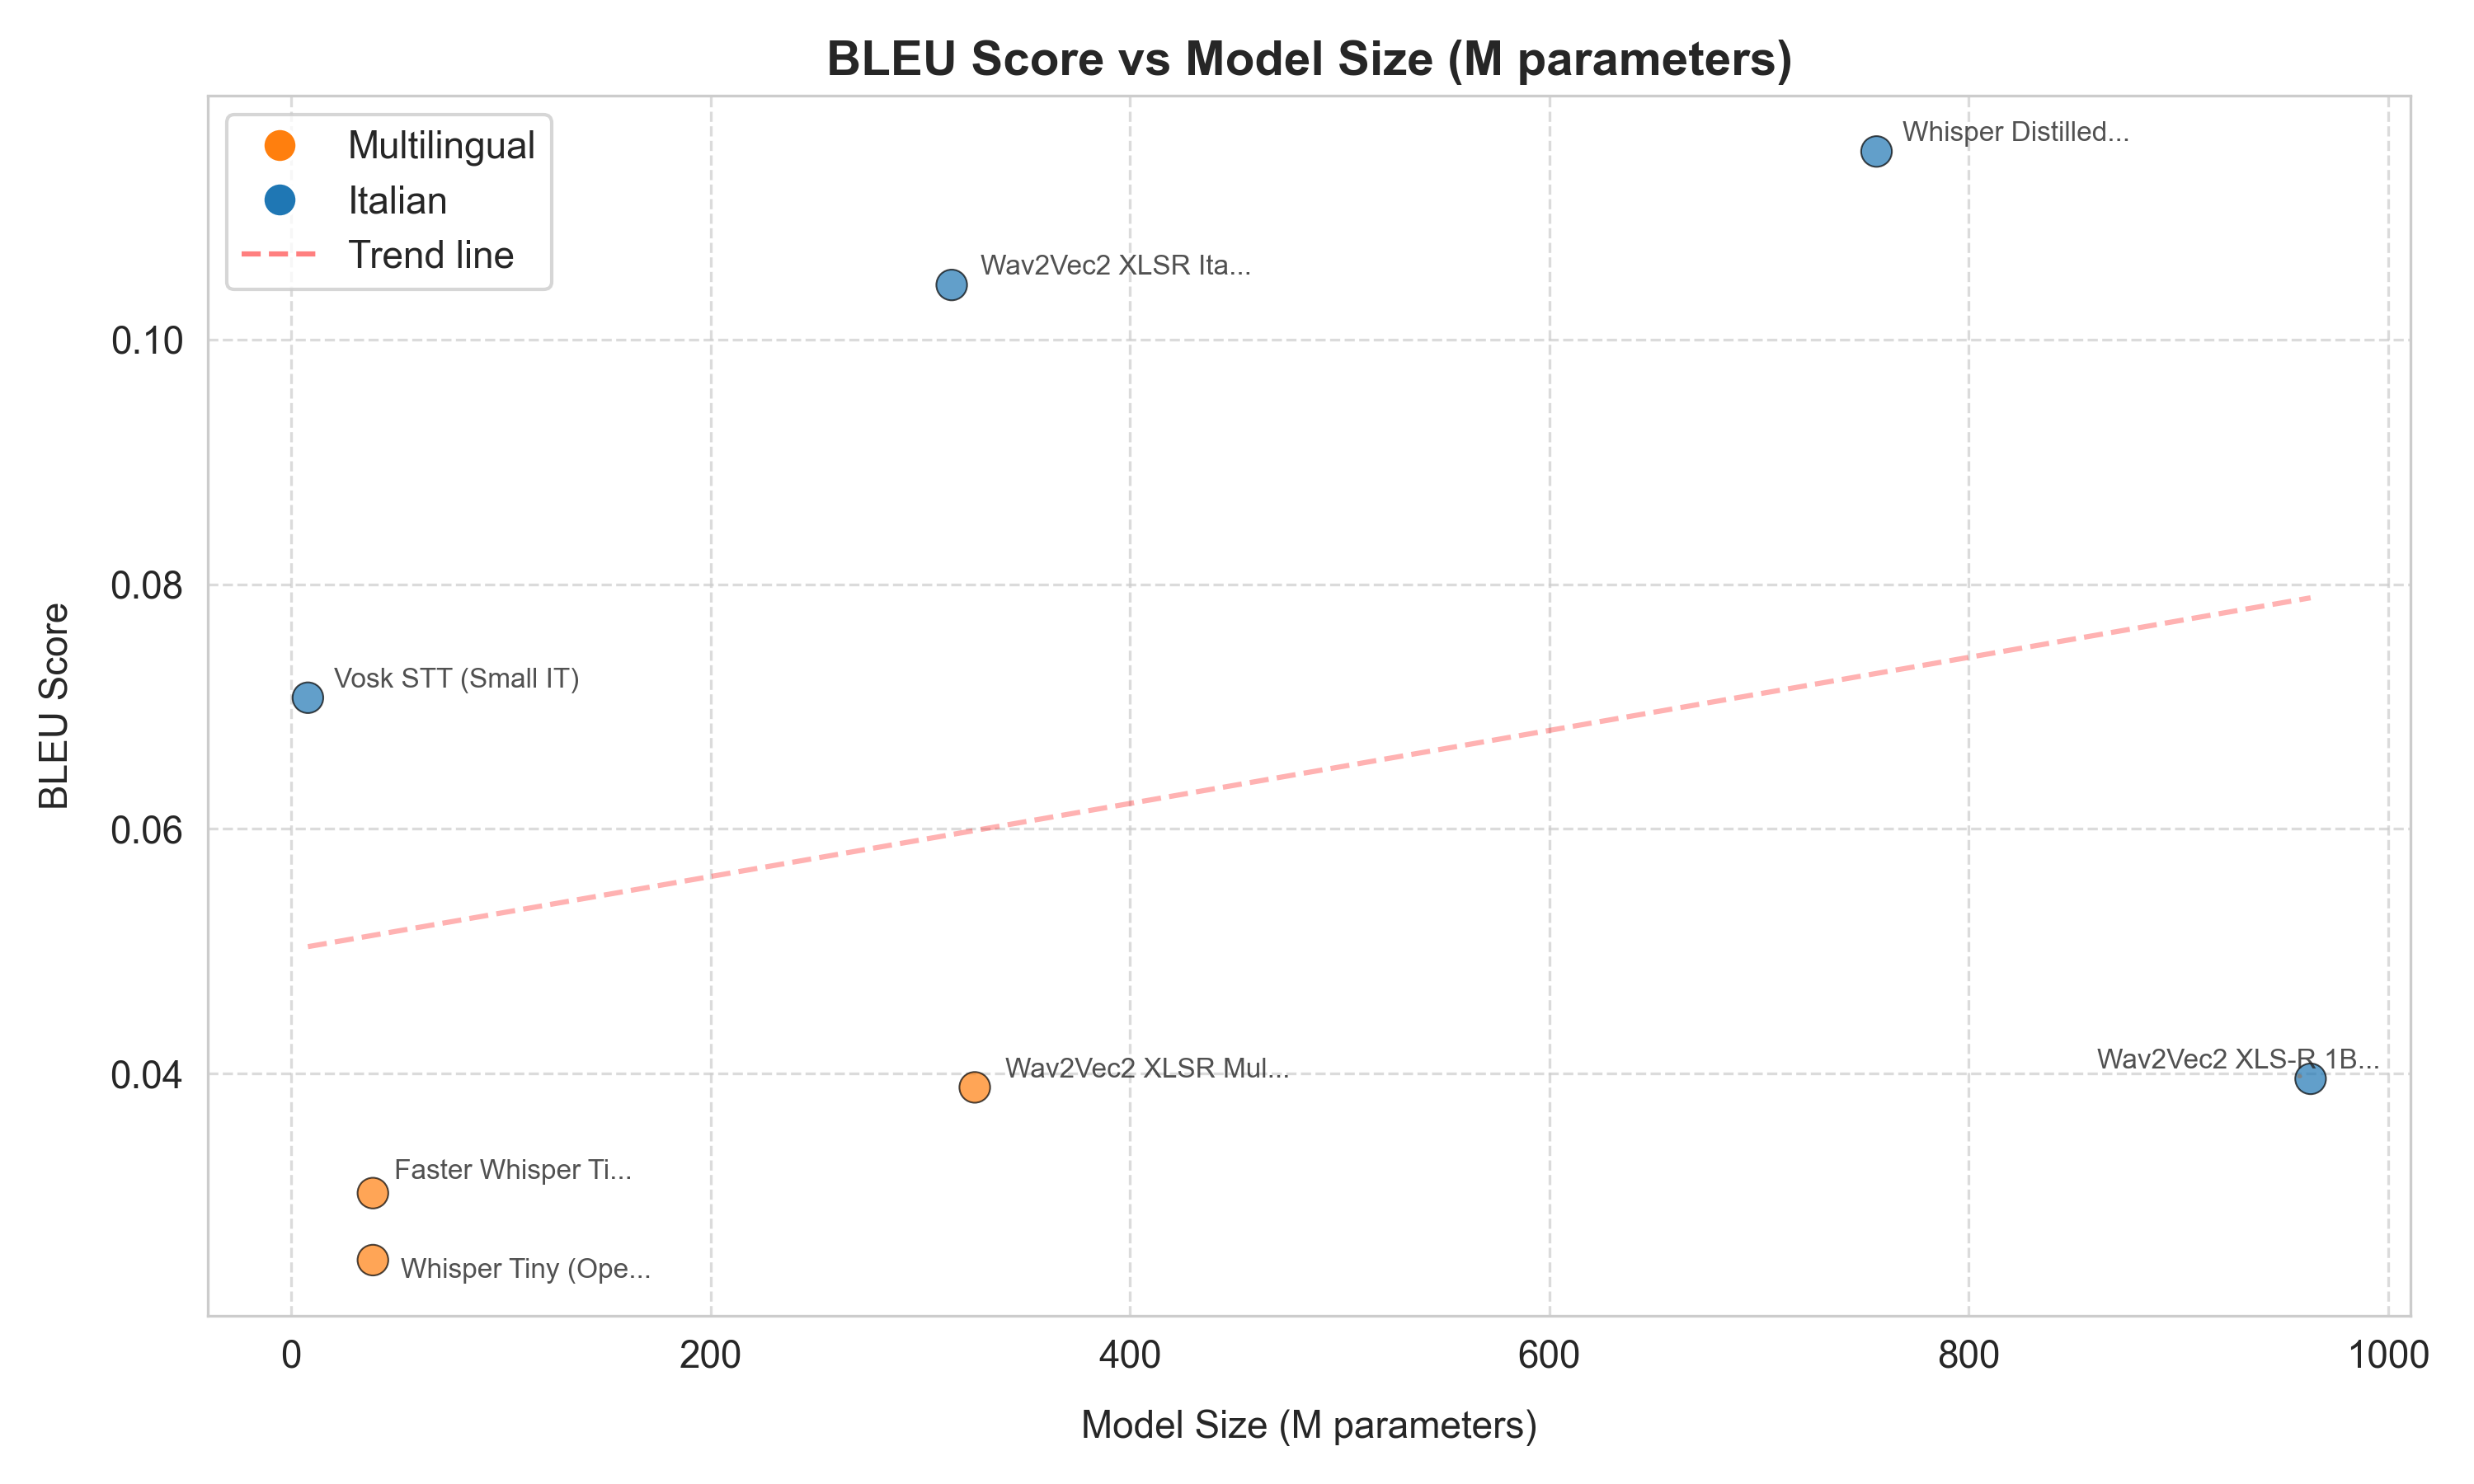 BLEU Score vs Model Size (M parameters)
Multilingual
Italian
Trend line
Whisper Distilled...
Wav2Vec2 XLSR Ita...
Vosk STT (Small IT)
Wav2Vec2 XLSR Mul...
Wav2Vec2 XLS-R 1B...
Faster Whisper Ti...
Whisper Tiny (Ope...
BLEU Score
0.10
0.08
0.06
0.04
0 200 400 600 800 1000
Model Size (M parameters)